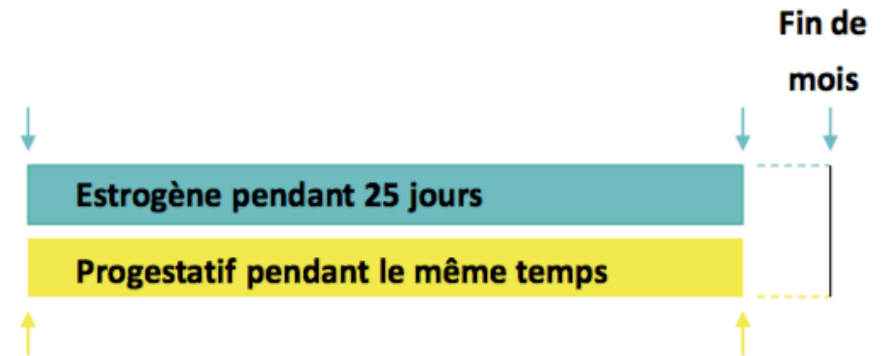 Fin de
mois
Estrogène pendant 25 jours
Progestatif pendant le même temps